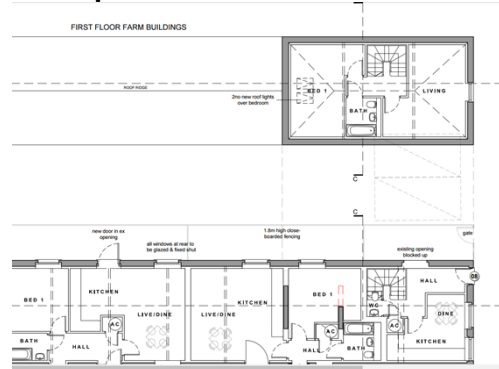 FIRST FLOOR FARM BUILDINGS
ROOF RIDGE
2no new roof lights
over bedroom
BED 1
LIVING
BATH
C
C
new door in ex
opening
all windows at rear to
be glazed & fixed shut
1.8m high close-
boarded fencing
existing opening
blocked up
gate
BED 1
KITCHEN
LIVE/DINE
LIVE/DINE
KITCHEN
BED 1
HALL
WC
DINE
AC
AC
AC
BATH
HALL
HALL
BATH
KITCHEN